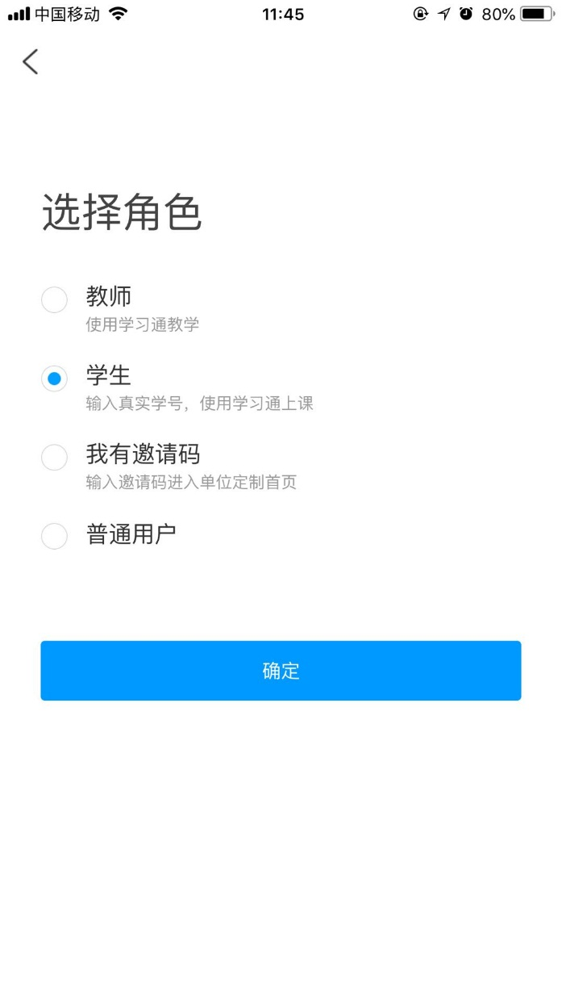 中国移动 11:45 80%
选择角色
教师
使用学习通教学
学生
输入真实学号，使用学习通上课
我有邀请码
输入邀请码进入单位定制首页
普通用户
确定